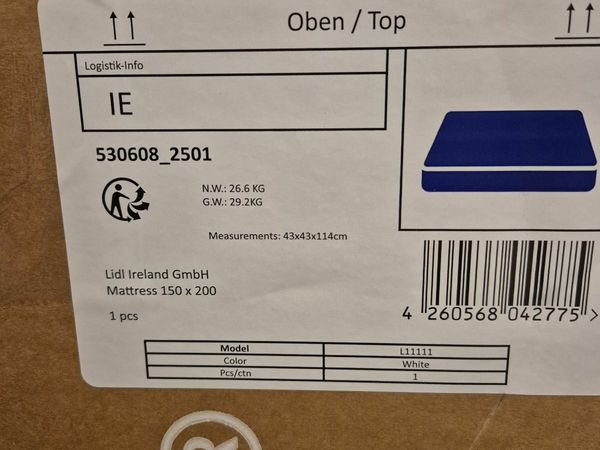 Oben / Top
Logistik-Info
IE
530608_2501
N.W.: 26.6 KG
G.W.: 29.2KG
Measurements: 43x43x114cm
Lidl Ireland GmbH
Mattress 150 x 200
1 pcs
4 260568 042775 >
Model L11111
Color White
Pcs/ctn 1
R